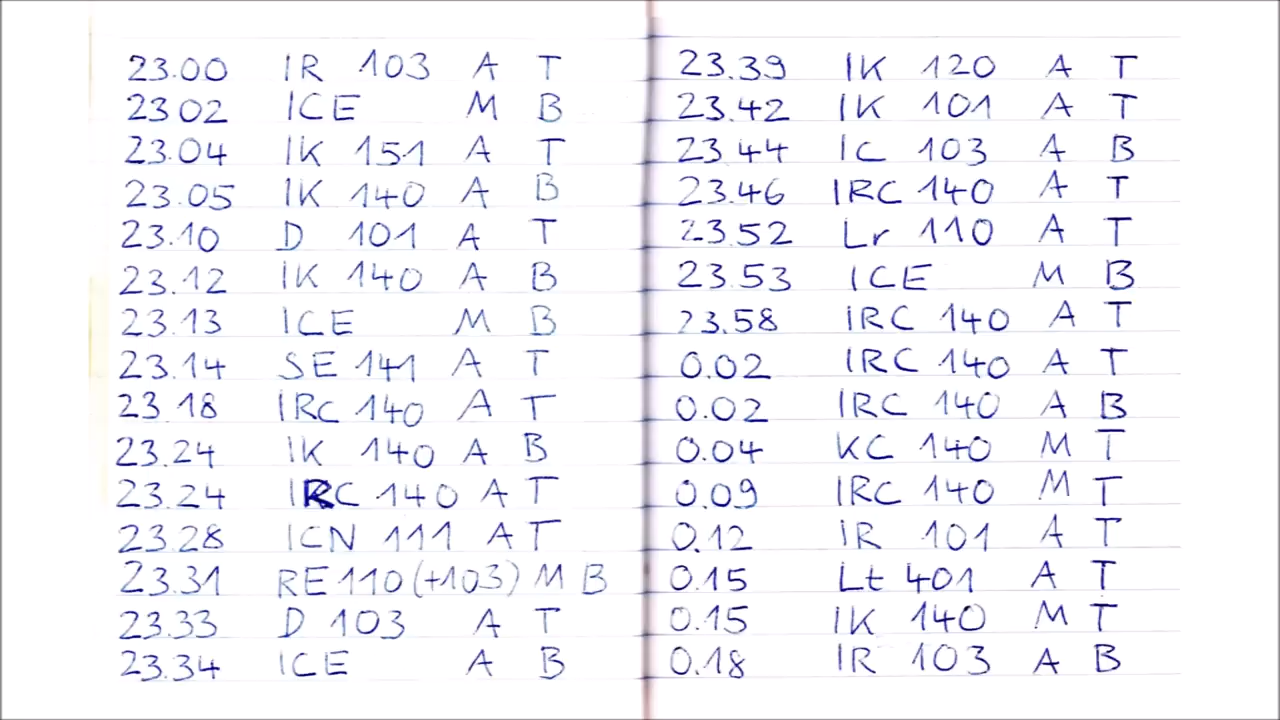 23.00 IR 103 A T
23 02 ICE M B
23.04 IK 151 A T
23.05 IK 140 A B
23.10 D 101 A T
23.12 IK 140 A B
23.13 ICE M B
23.14 SE 141 A T
23 18 IRC 140 A T
23.24 IK 140 A B
23.24 IRC 140 A T
23.28 ICN 111 A T
23.31 RE 110 (+103) M B
23.33 D 103 A T
23.34 ICE A B
23.39 IK 120 A T
23.42 IK 101 A T
23.44 IC 103 A B
23.46 IRC 140 A T
23.52 Lr 110 A T
23.53 ICE M B
23.58 IRC 140 A T
0.02 IRC 140 A T
0.02 IRC 140 A B
0.04 KC 140 M T
0.09 IRC 140 M T
0.12 IR 101 A T
0.15 Lt 401 A T
0.15 IK 140 M T
0.18 IR 103 A B